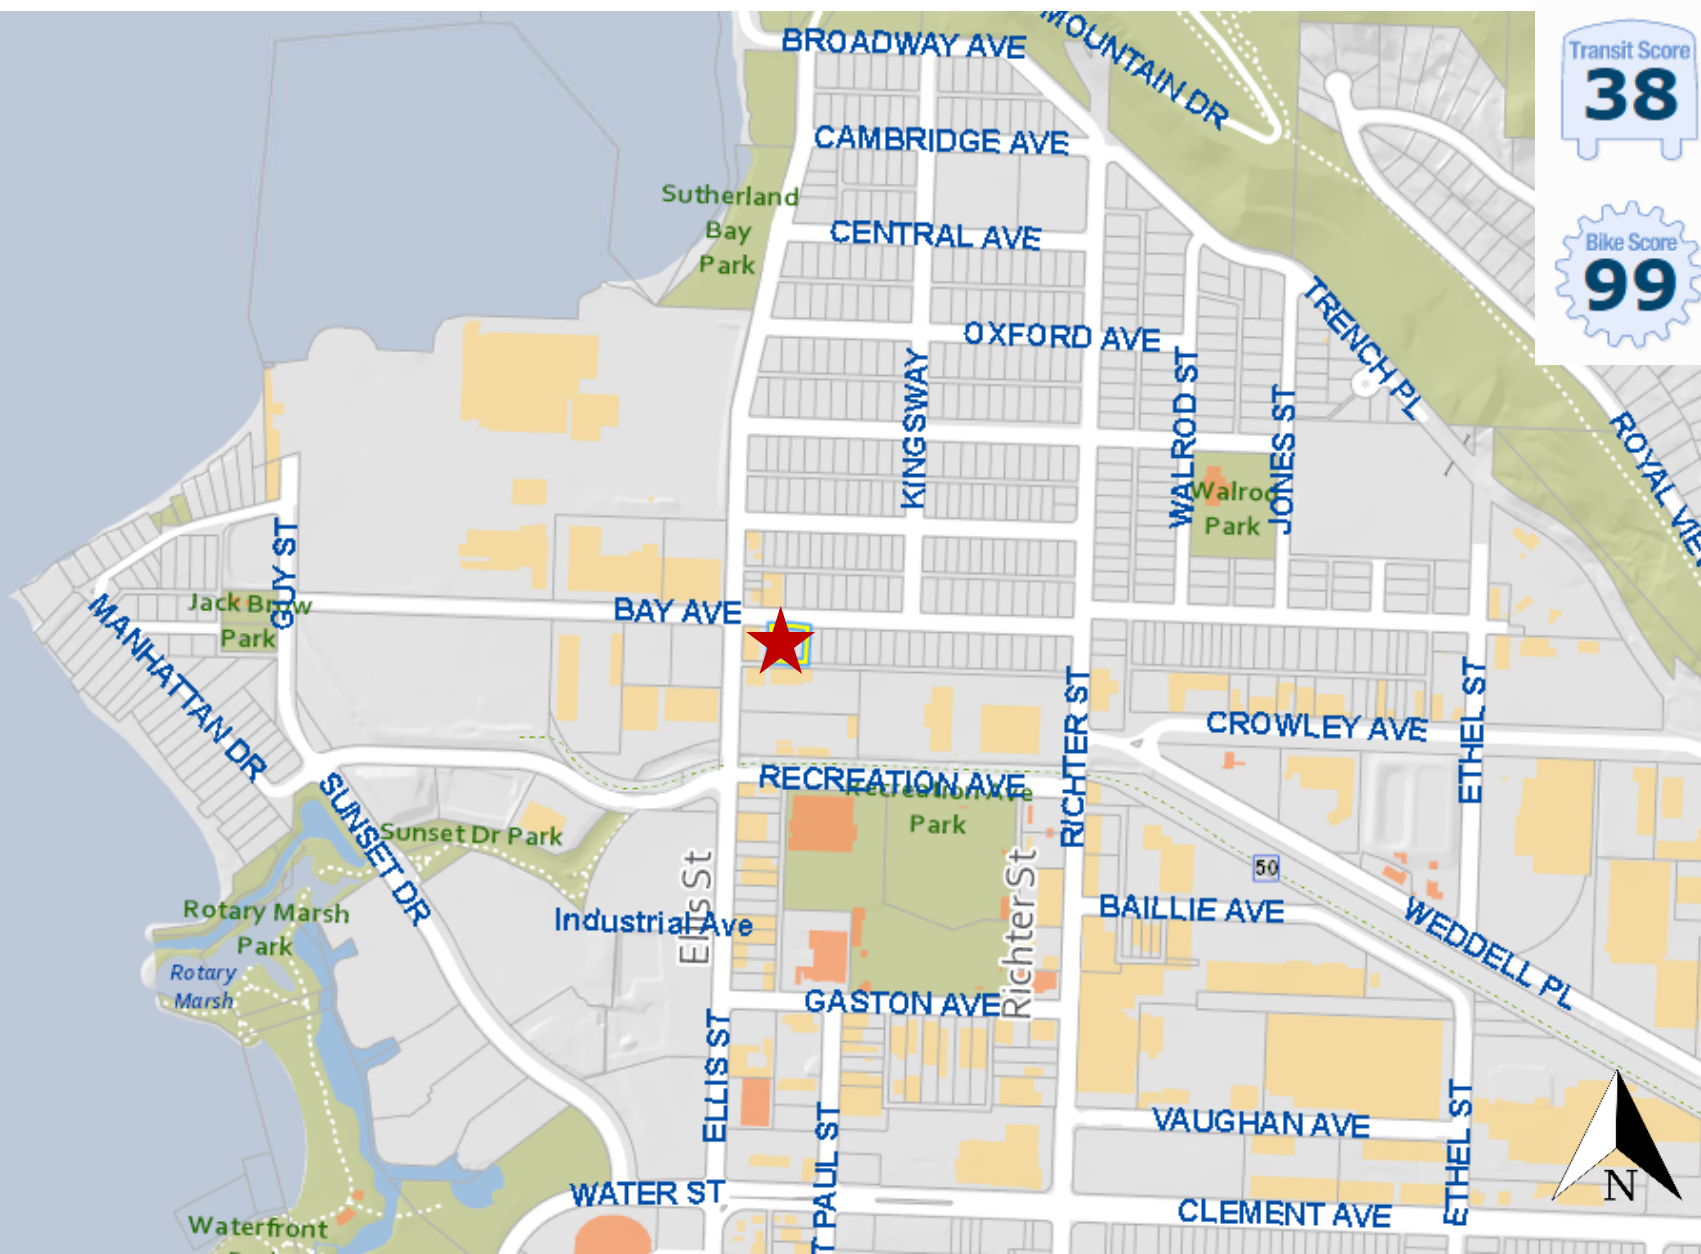 BROADWAY AVE
MOUNTAIN DR
Transit Score
38
CAMBRIDGE AVE
Sutherland
Bay
Park
CENTRAL AVE
Bike Score
99
OXFORD AVE
TRENCH PL
KINGSWAY
WALROD ST
JONES ST
ROYAL VIEW
Walrod
Park
GUY ST
Jack Brow
Park
BAY AVE
MANHATTAN DR
RICHTER ST
ETHEL ST
CROWLEY AVE
RECREATION AVE
Recreation Ave
Park
SUNSET DR
Sunset Dr Park
50
Ellis St
Richter St
Rotary Marsh
Park
Industrial Ave
BAILLIE AVE
WEDDELL PL
Rotary
Marsh
GASTON AVE
ELLIS ST
T PAUL ST
VAUGHAN AVE
ETHEL ST
N
WATER ST
CLEMENT AVE
Waterfront